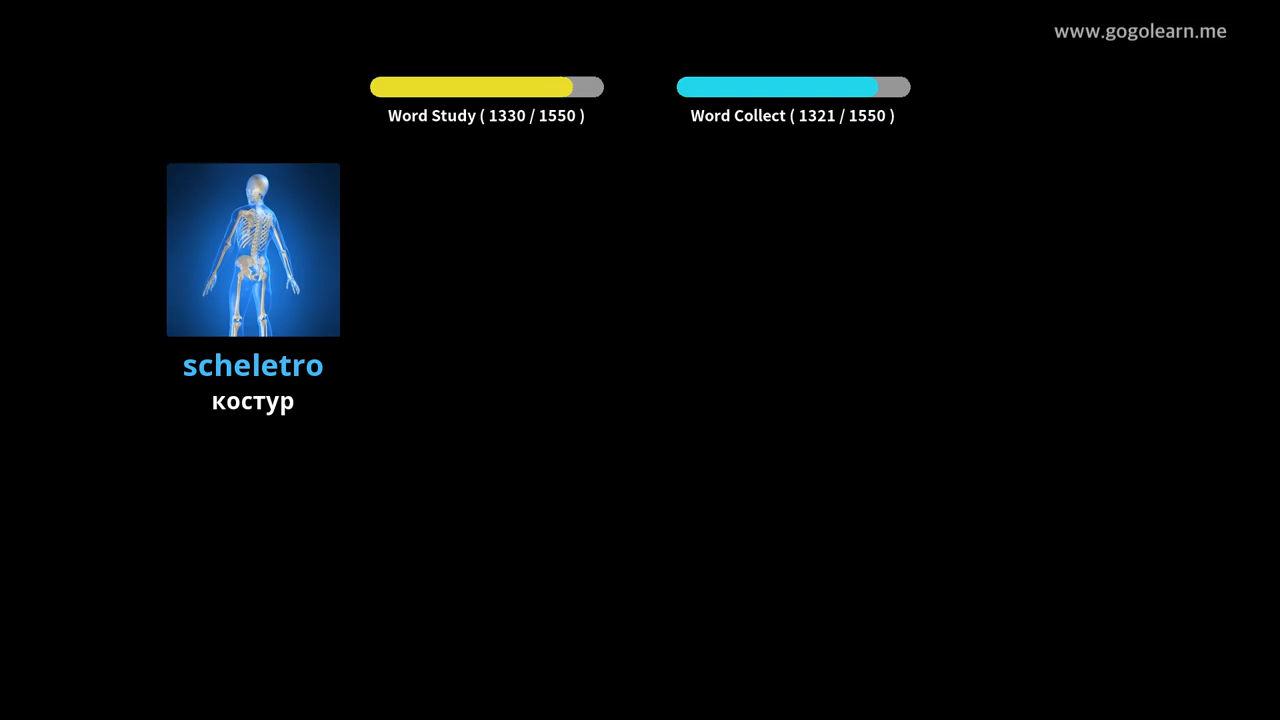 www.gogolearn.me
Word Study ( 1330 / 1550 )
Word Collect ( 1321 / 1550 )
scheletro
костур